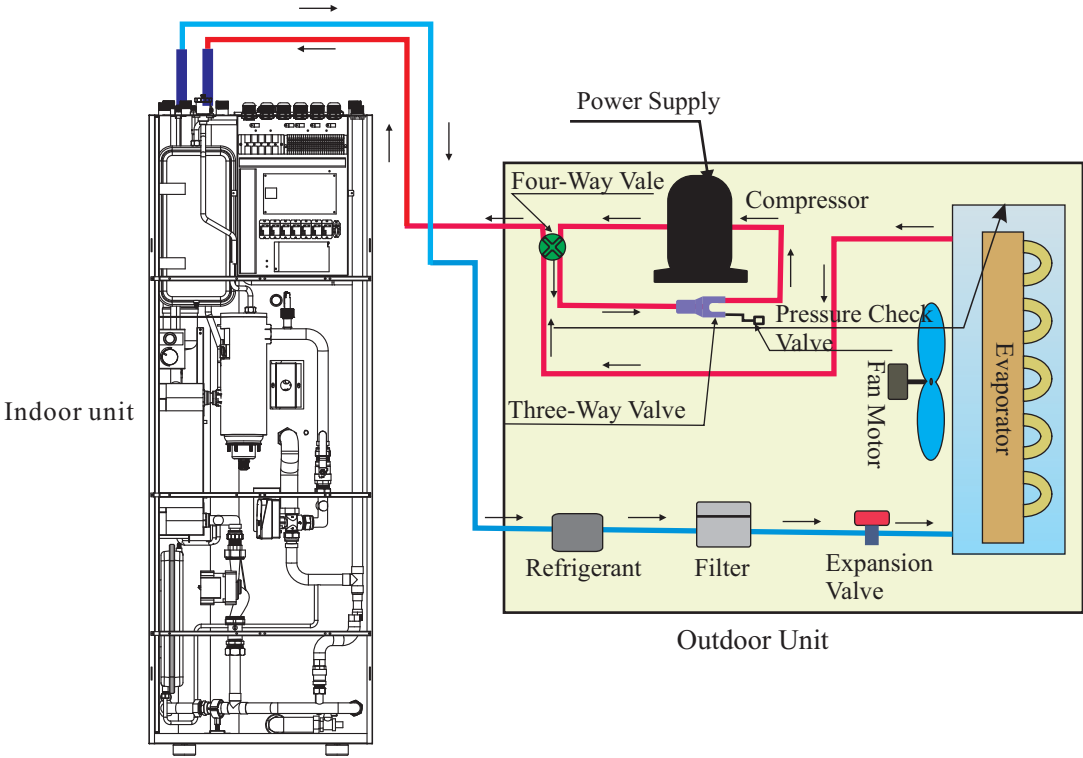 Power Supply
Four-Way Vale
Compressor
Pressure Check
Valve
Evaporator
Fan Motor
Three-Way Valve
Indoor unit
Refrigerant
Filter
Expansion
Valve
Outdoor Unit